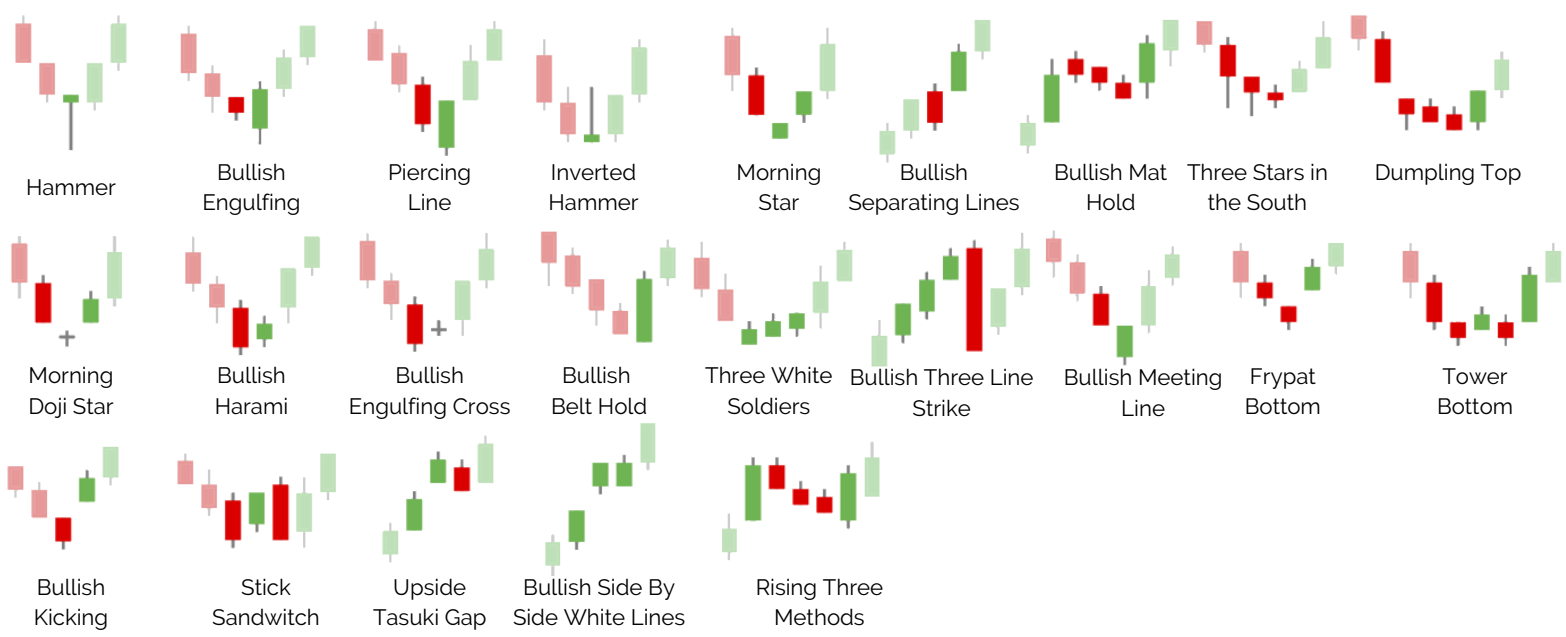 Hammer
Bullish
Engulfing
Piercing
Line
Inverted
Hammer
Morning
Star
Bullish
Separating Lines
Bullish Mat
Hold
Three Stars in
the South
Dumpling Top
Morning
Doji Star
Bullish
Harami
Bullish
Engulfing Cross
Bullish
Belt Hold
Three White
Soldiers
Bullish Three Line
Strike
Bullish Meeting
Line
Frypat
Bottom
Tower
Bottom
Bullish
Kicking
Stick
Sandwitch
Upside
Tasuki Gap
Bullish Side By
Side White Lines
Rising Three
Methods